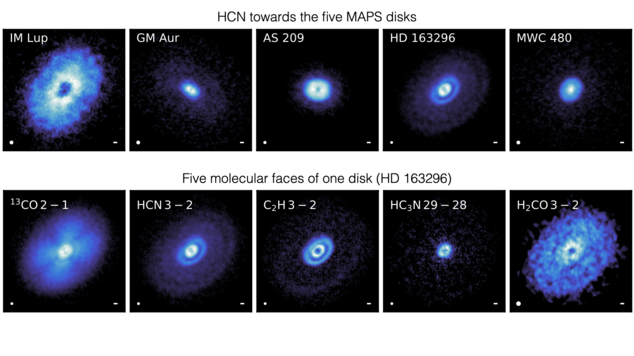 HCN towards the five MAPS disks
IM Lup
GM Aur
AS 209
HD 163296
MWC 480
Five molecular faces of one disk (HD 163296)
¹³CO 2 − 1
HCN 3 − 2
C₂H 3 − 2
HC₃N 29 − 28
H₂CO 3 − 2